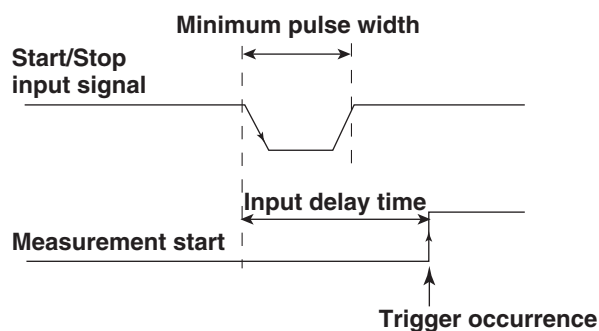 Minimum pulse width
Start/Stop
input signal
Input delay time
Measurement start
Trigger occurrence